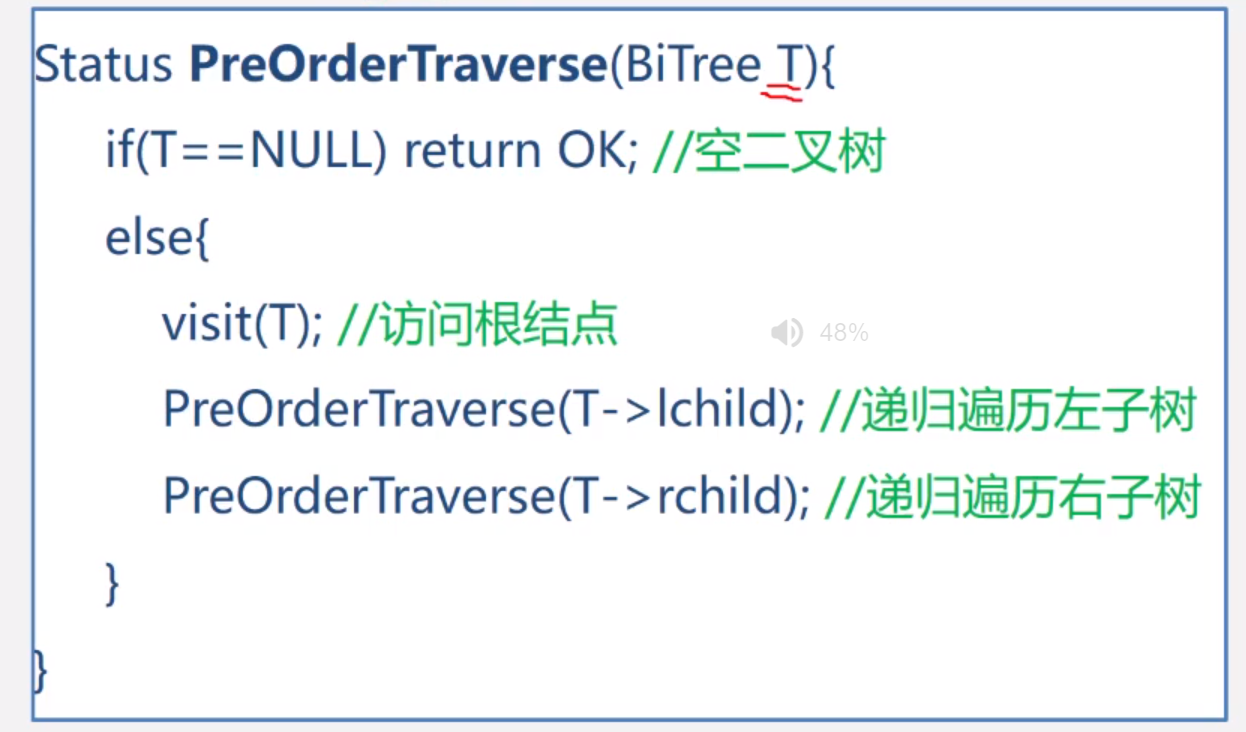 Status PreOrderTraverse(BiTree T){
if(T==NULL) return OK; //空二叉树
else{
visit(T); //访问根结点
48%
PreOrderTraverse(T->lchild); //递归遍历左子树
PreOrderTraverse(T->rchild); //递归遍历右子树
}
}